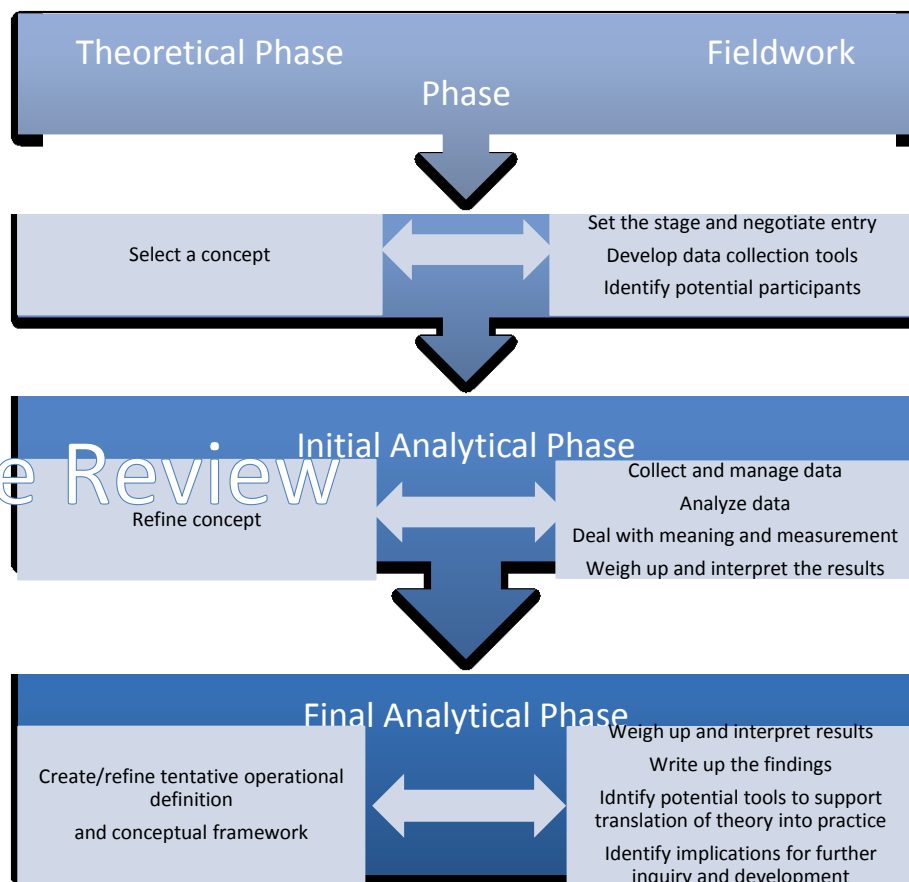 Theoretical Phase Fieldwork
Phase
Select a concept
Set the stage and negotiate entry
Develop data collection tools
Identify potential participants
Initial Analytical Phase
e Review
Refine concept
Collect and manage data
Analyze data
Deal with meaning and measurement
Weigh up and interpret the results
Final Analytical Phase
Create/refine tentative operational
definition
and conceptual framework
Weigh up and interpret results
Write up the findings
Idntify potential tools to support
translation of theory into practice
Identify implications for further
inquiry and development